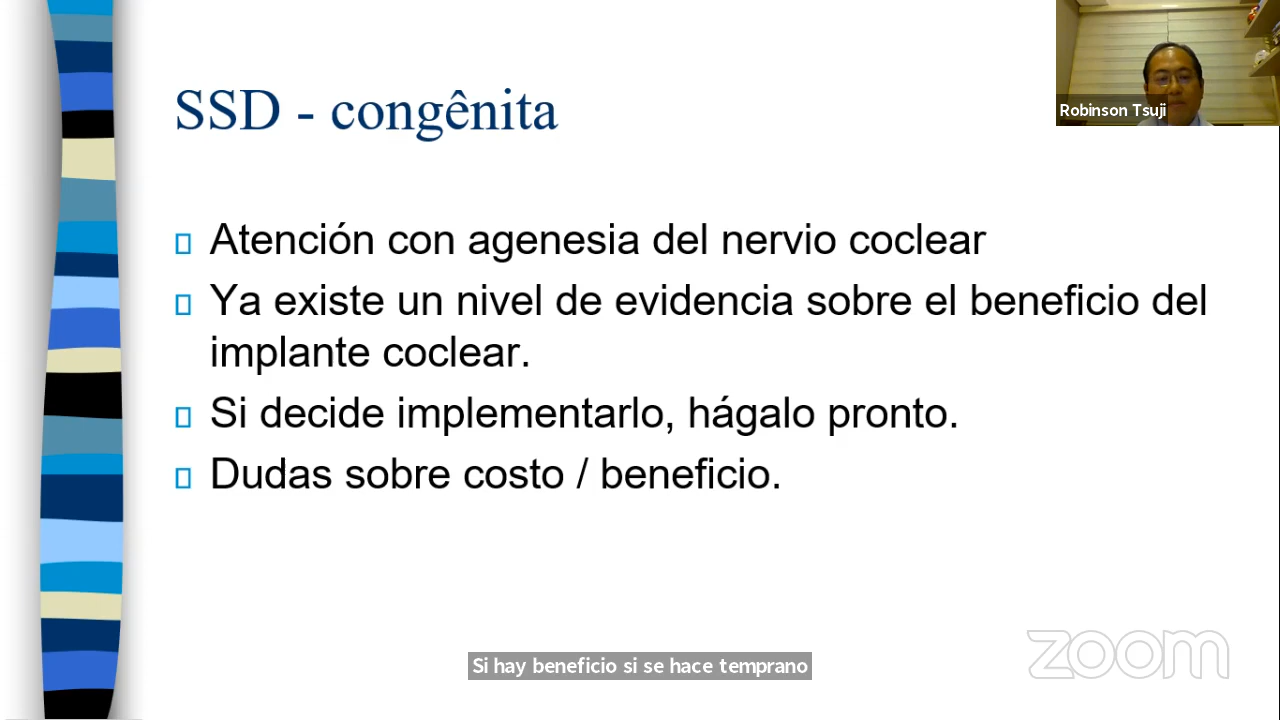 SSD - congênita
Robinson Tsuji
Atención con agenesia del nervio coclear
Ya existe un nivel de evidencia sobre el beneficio del
implante coclear.
Si decide implementarlo, hágalo pronto.
Dudas sobre costo / beneficio.
Si hay beneficio si se hace temprano
zoom